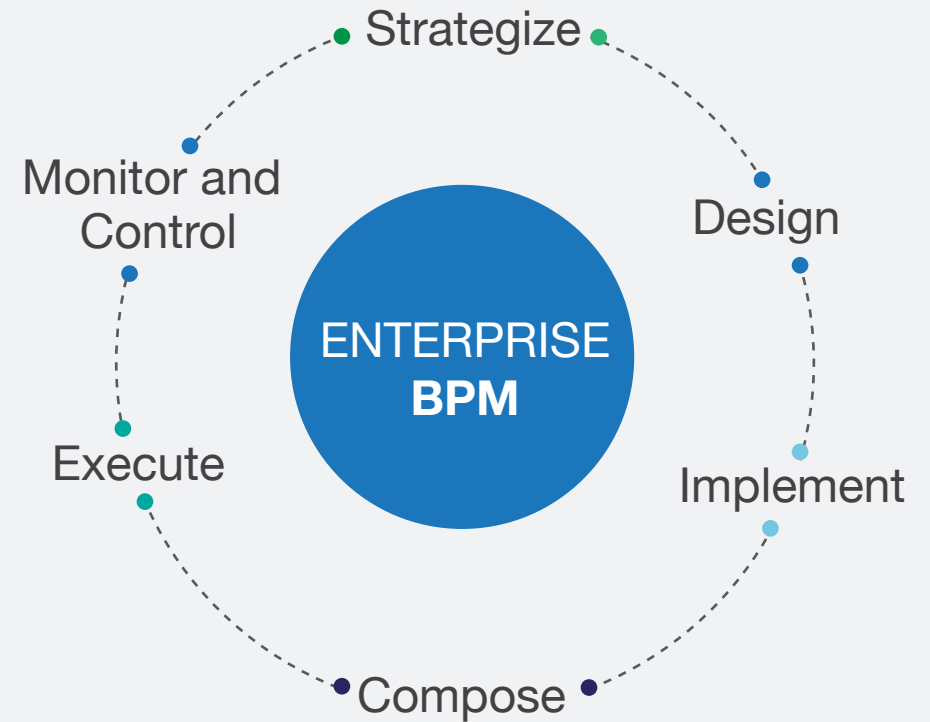 Strategize
Design
Implement
Compose
Execute
Monitor and
Control
ENTERPRISE
BPM